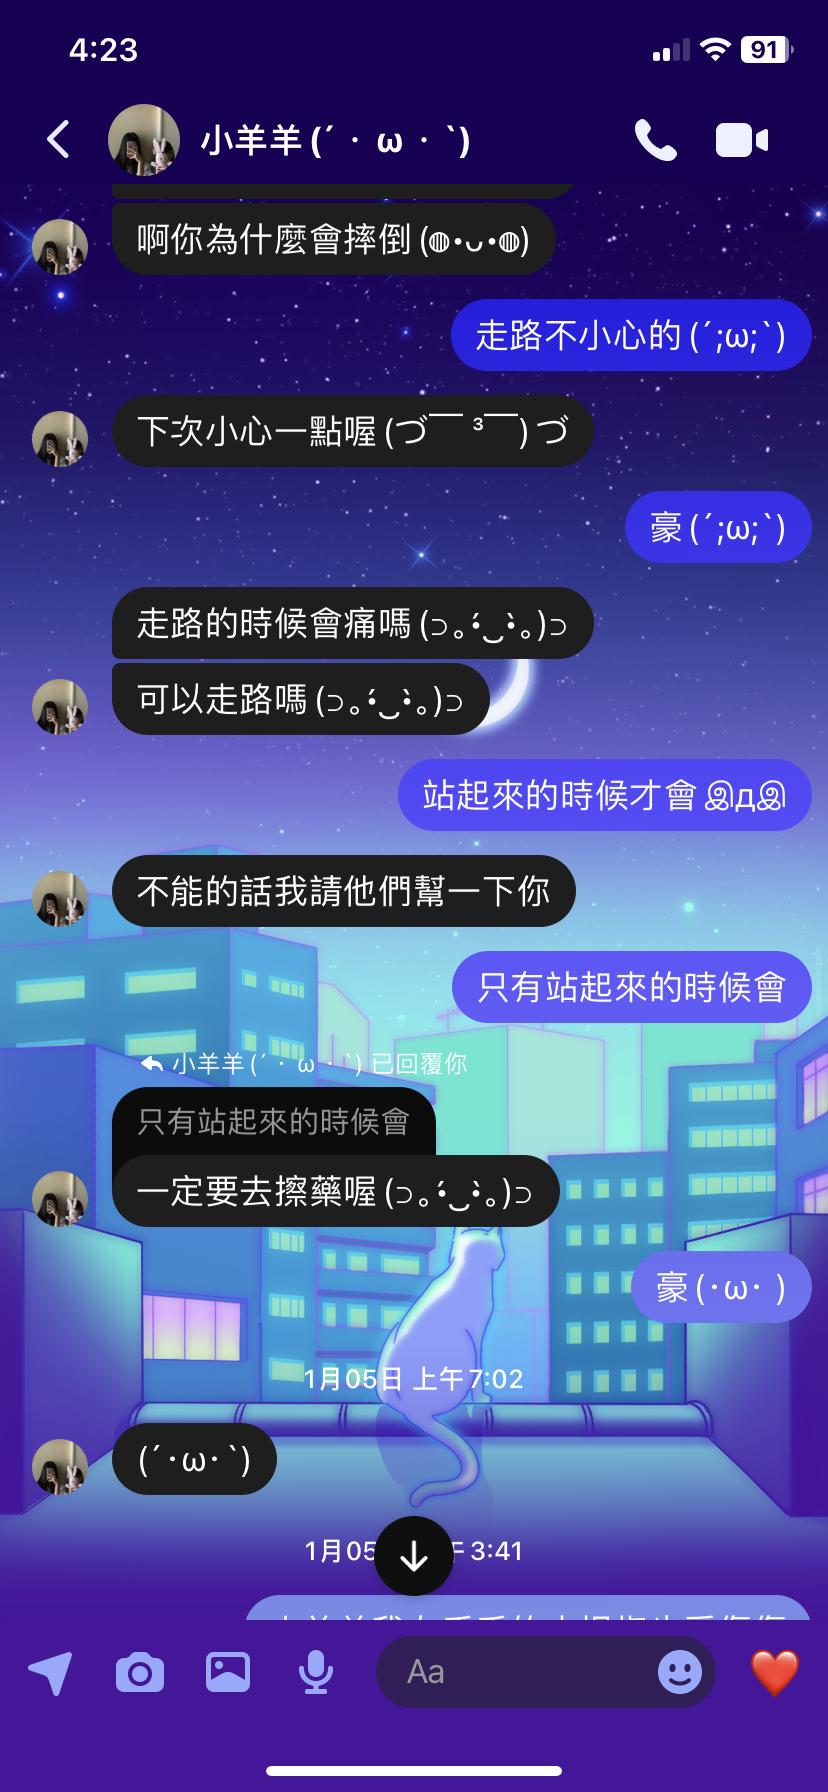 4:23
91
小羊羊 (´・ω・`)
啊你為什麼會摔倒 (◍•ᴗ•◍)
走路不小心的 (´;ω;`)
下次小心一點喔 (づ￣ ³￣) づ
豪 (´;ω;`)
走路的時候會痛嗎 (⊃｡•́‿•̀｡)⊃
可以走路嗎 (⊃｡•́‿•̀｡)⊃
站起來的時候才會 இдஇ
不能的話我請他們幫一下你
只有站起來的時候會
小羊羊 (´・ω・`) 已回覆你
只有站起來的時候會
一定要去擦藥喔 (⊃｡•́‿•̀｡)⊃
豪 (･ω･ )
1月05日 上午 7:02
(´･ω･`)
1月05 3:41
Aa